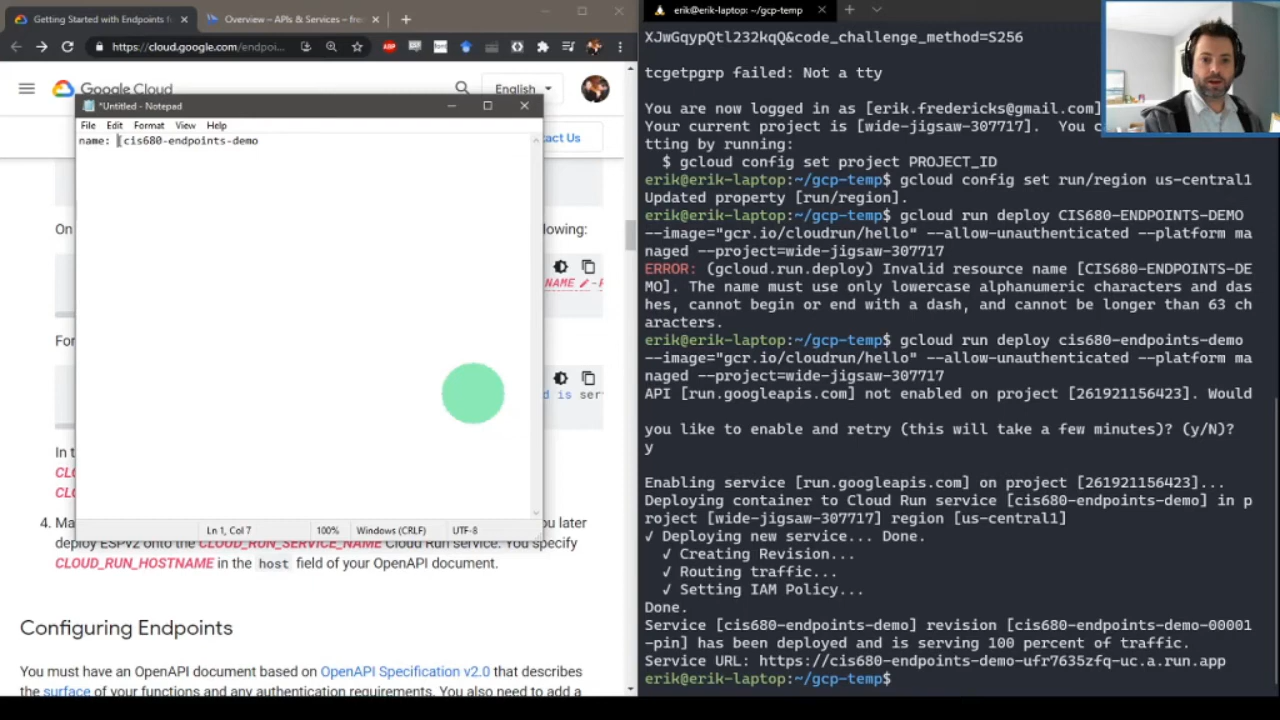 Getting Started with Endpoints f
Overview – APIs & Services – fre
https://cloud.google.com/endpoi...
Google Cloud
English
*Untitled - Notepad
File Edit Format View Help
name: [cis680-endpoints-demo
act Us
On
lowing:
NAME
For
d is ser
In t
CLO
CLO
4. Ma
u later
deploy ESPv2 onto the CLOUD_RUN_SERVICE_NAME Cloud Run service. You specify
CLOUD_RUN_HOSTNAME in the host field of your OpenAPI document.
Ln 1, Col 7 100% Windows (CRLF) UTF-8
Configuring Endpoints
You must have an OpenAPI document based on OpenAPI Specification v2.0 that describes
the surface of your functions and any authentication requirements. You also need to add a
erik@erik-laptop: ~/gcp-temp
XJwGqypQtl232kqQ&code_challenge_method=S256
tcgetpgrp failed: Not a tty
You are now logged in as [erik.fredericks@gmail.com]
Your current project is [wide-jigsaw-307717]. You c
tting by running:
$ gcloud config set project PROJECT_ID
erik@erik-laptop:~/gcp-temp$ gcloud config set run/region us-central1
Updated property [run/region].
erik@erik-laptop:~/gcp-temp$ gcloud run deploy CIS680-ENDPOINTS-DEMO
--image="gcr.io/cloudrun/hello" --allow-unauthenticated --platform ma
naged --project=wide-jigsaw-307717
ERROR: (gcloud.run.deploy) Invalid resource name [CIS680-ENDPOINTS-DE
MO]. The name must use only lowercase alphanumeric characters and das
hes, cannot begin or end with a dash, and cannot be longer than 63 ch
aracters.
erik@erik-laptop:~/gcp-temp$ gcloud run deploy cis680-endpoints-demo
--image="gcr.io/cloudrun/hello" --allow-unauthenticated --platform ma
naged --project=wide-jigsaw-307717
API [run.googleapis.com] not enabled on project [261921156423]. Would
you like to enable and retry (this will take a few minutes)? (y/N)?
y
Enabling service [run.googleapis.com] on project [261921156423]...
Deploying container to Cloud Run service [cis680-endpoints-demo] in p
roject [wide-jigsaw-307717] region [us-central1]
✓ Deploying new service... Done.
✓ Creating Revision...
✓ Routing traffic...
✓ Setting IAM Policy...
Done.
Service [cis680-endpoints-demo] revision [cis680-endpoints-demo-00001
-pin] has been deployed and is serving 100 percent of traffic.
Service URL: https://cis680-endpoints-demo-ufr7635zfq-uc.a.run.app
erik@erik-laptop:~/gcp-temp$